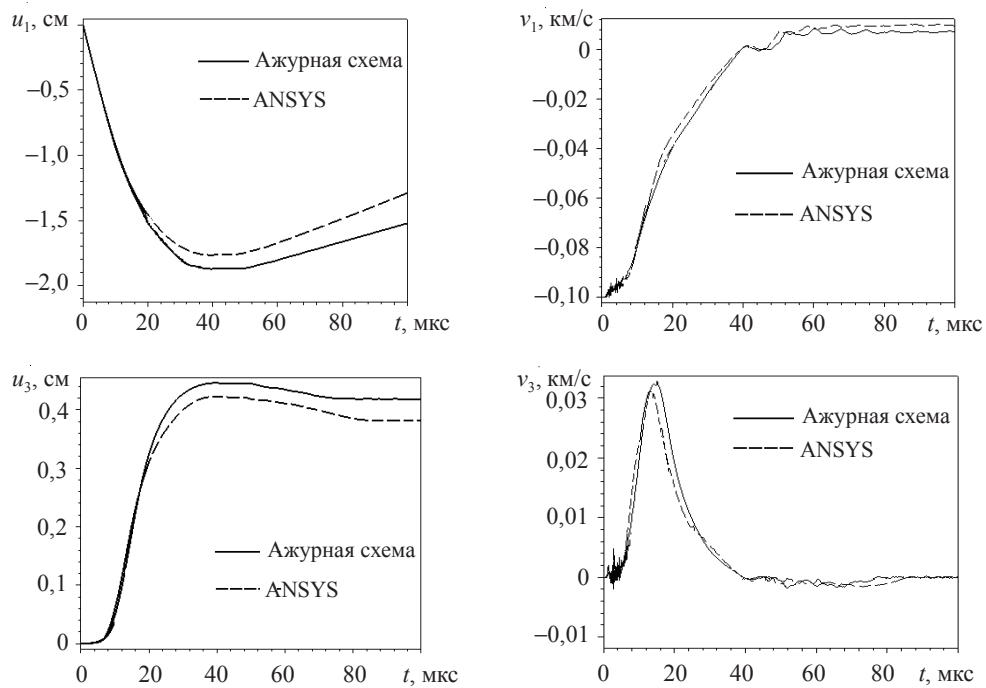 u1, см
Ажурная схема
ANSYS
–0,5
–1,0
–1,5
–2,0
0 20 40 60 80 t, мкс
v1, км/с
0
–0,02
–0,04
–0,06
–0,08
–0,10
Ажурная схема
ANSYS
0 20 40 60 80 t, мкс
u3, см
0,4
0,3
0,2
0,1
0
Ажурная схема
ANSYS
0 20 40 60 80 t, мкс
v3, км/с
0,03
0,02
0,01
0
–0,01
Ажурная схема
ANSYS
0 20 40 60 80 t, мкс